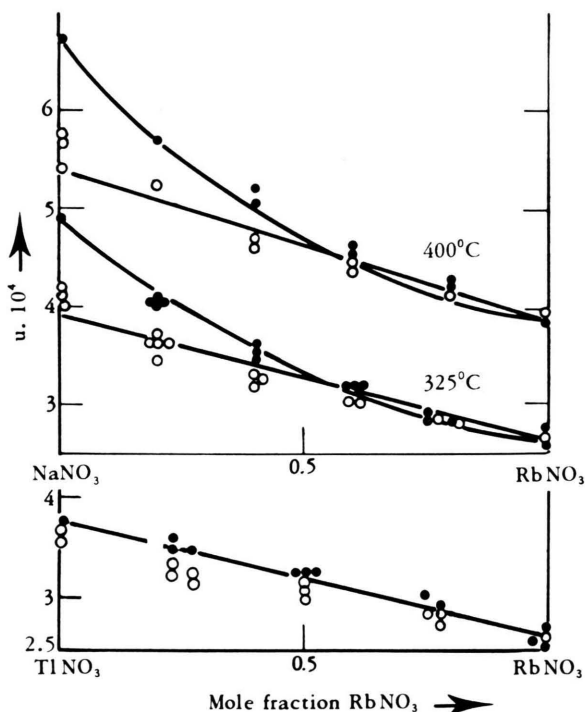 6
5
4
3
u. 10⁴
400°C
325°C
NaNO₃
0.5
RbNO₃
4
3
2.5
TlNO₃
0.5
RbNO₃
Mole fraction RbNO₃